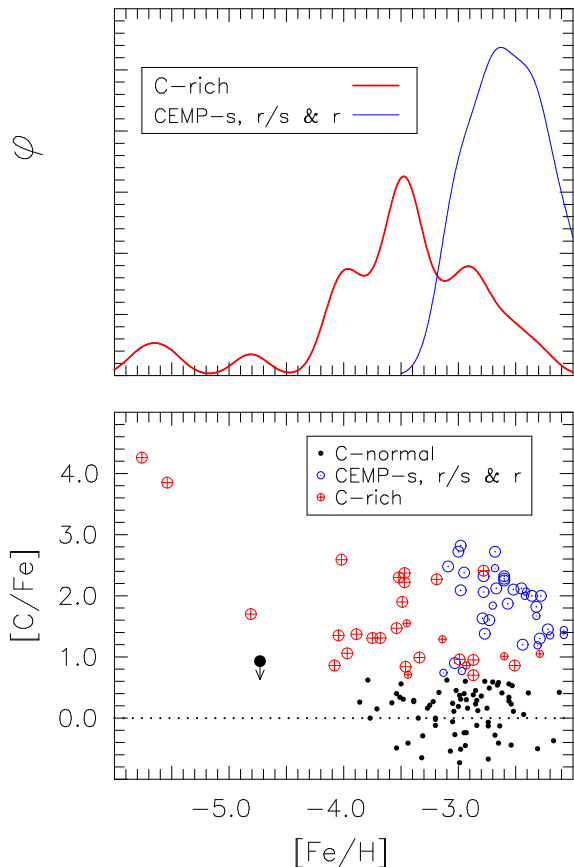 φ
C-rich
CEMP-s, r/s & r
[C/Fe]
4.0
3.0
2.0
1.0
0.0
C-normal
CEMP-s, r/s & r
C-rich
-5.0
-4.0
-3.0
[Fe/H]